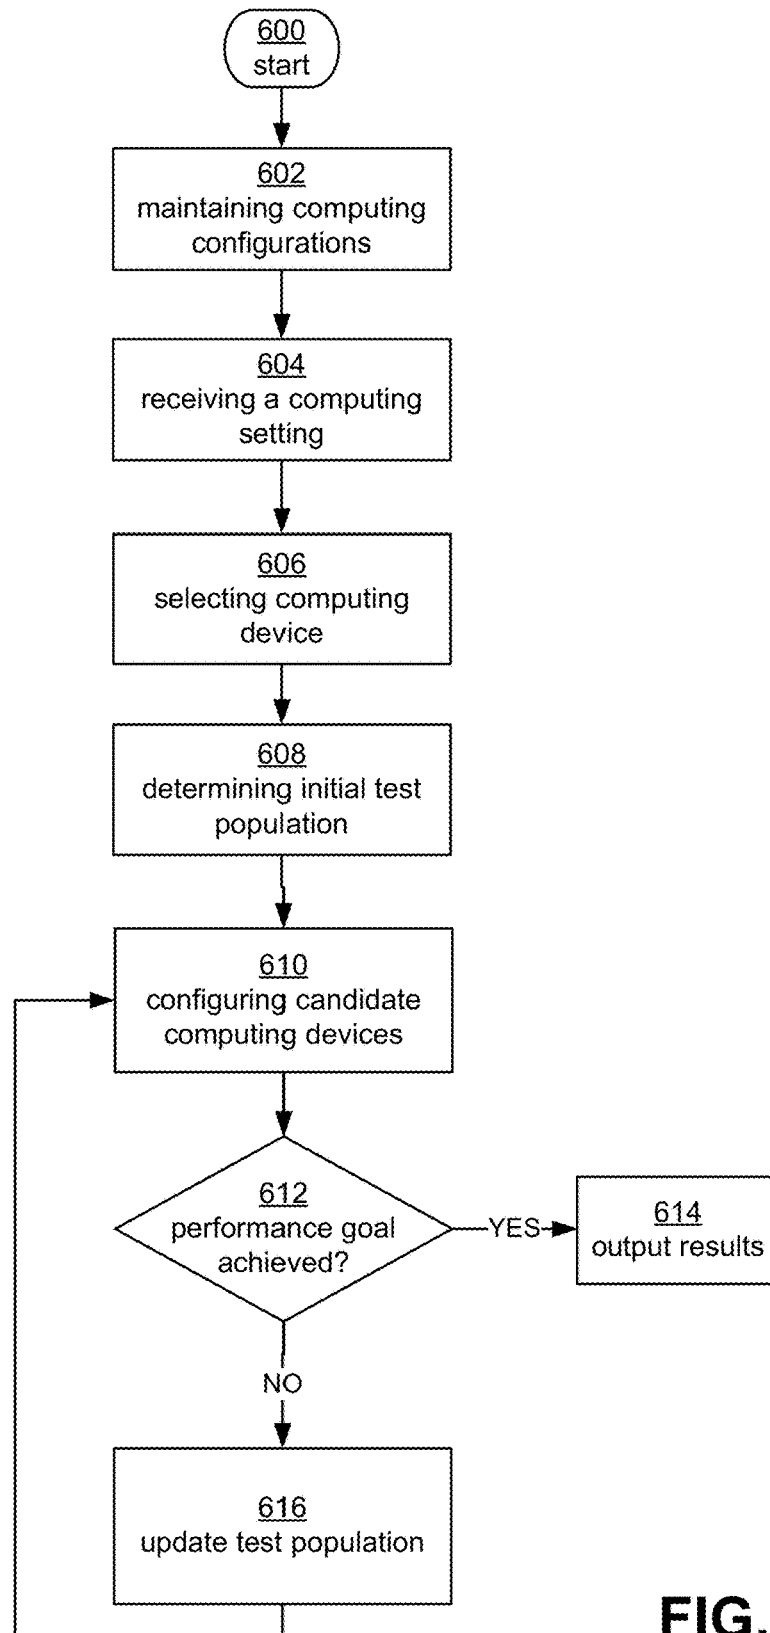 600
start
602
maintaining computing
configurations
604
receiving a computing
setting
606
selecting computing
device
608
determining initial test
population
610
configuring candidate
computing devices
612
performance goal
achieved?
YES
614
output results
NO
616
update test population
FIG.